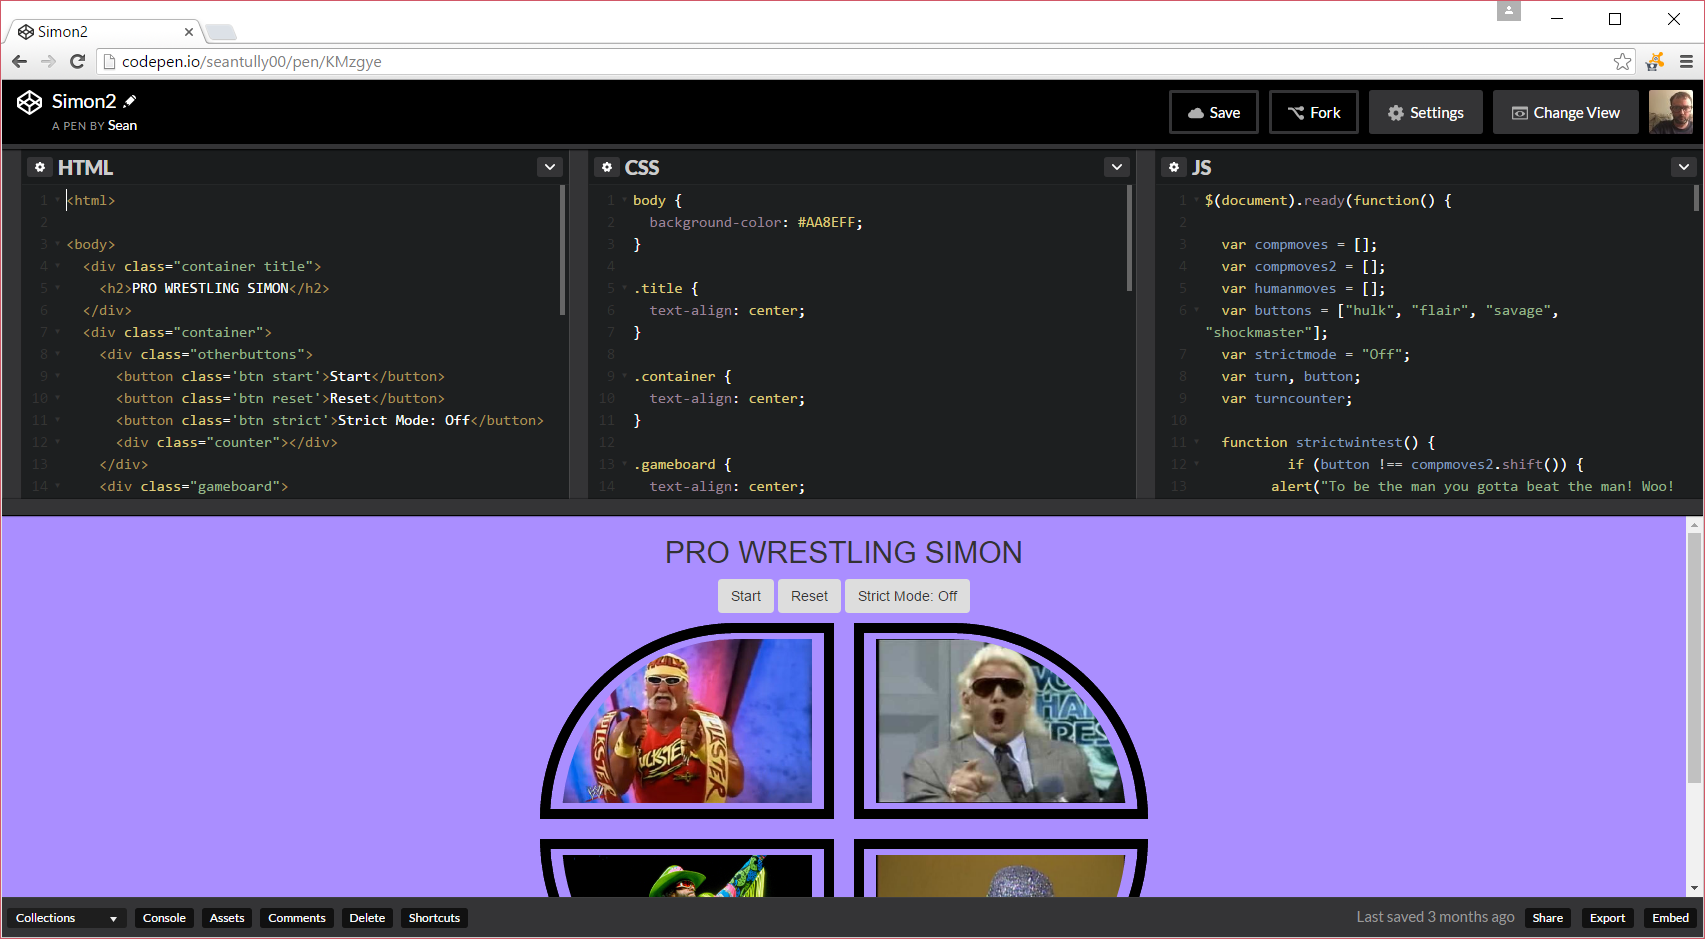 Simon2
codepen.io/seantully00/pen/KMzgye
Simon2
A PEN BY Sean
Save
Fork
Settings
Change View
HTML
1 <html>
2
3 <body>
4 <div class="container title">
5 <h2>PRO WRESTLING SIMON</h2>
6 </div>
7 <div class="container">
8 <div class="otherbuttons">
9 <button class='btn start'>Start</button>
10 <button class='btn reset'>Reset</button>
11 <button class='btn strict'>Strict Mode: Off</button>
12 <div class="counter"></div>
13 </div>
14 <div class="gameboard">
CSS
1 body {
2 background-color: #AA8EFF;
3 }
4
5 .title {
6 text-align: center;
7 }
8
9 .container {
10 text-align: center;
11 }
12
13 .gameboard {
14 text-align: center;
JS
1 $(document).ready(function() {
2
3 var compmoves = [];
4 var compmoves2 = [];
5 var humanmoves = [];
6 var buttons = ["hulk", "flair", "savage",
"shockmaster"];
7 var strictmode = "Off";
8 var turn, button;
9 var turncounter;
10
11 function strictwintest() {
12 if (button !== compmoves2.shift()) {
13 alert("To be the man you gotta beat the man! Woo!
PRO WRESTLING SIMON
Start
Reset
Strict Mode: Off
HULKSTER
Collections
Console
Assets
Comments
Delete
Shortcuts
Last saved 3 months ago
Share
Export
Embed